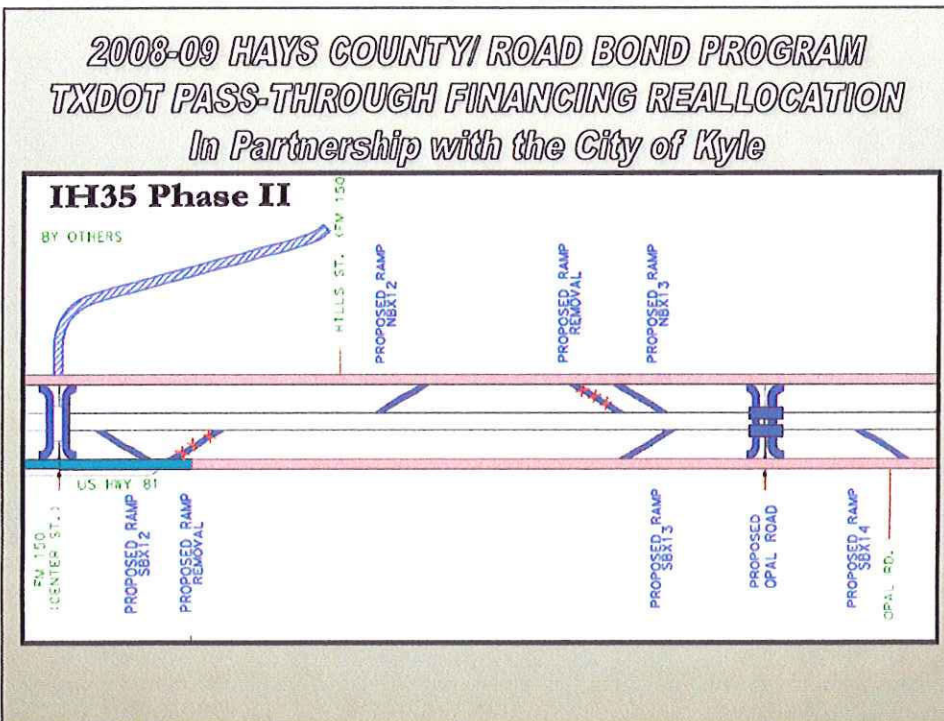 2008-09 HAYS COUNTY/ ROAD BOND PROGRAM
TXDOT PASS-THROUGH FINANCING REALLOCATION
In Partnership with the City of Kyle
IH35 Phase II
BY OTHERS
HILLS ST. (FM 150
PROPOSED RAMP
NBX12
PROPOSED RAMP
REMOVAL
PROPOSED RAMP
NBX13
US HWY 81
FM 150
(CENTER ST.)
PROPOSED RAMP
SBX12
PROPOSED RAMP
REMOVAL
PROPOSED RAMP
SBX13
PROPOSED
OPAL ROAD
PROPOSED RAMP
SBX14
OPAL RD.